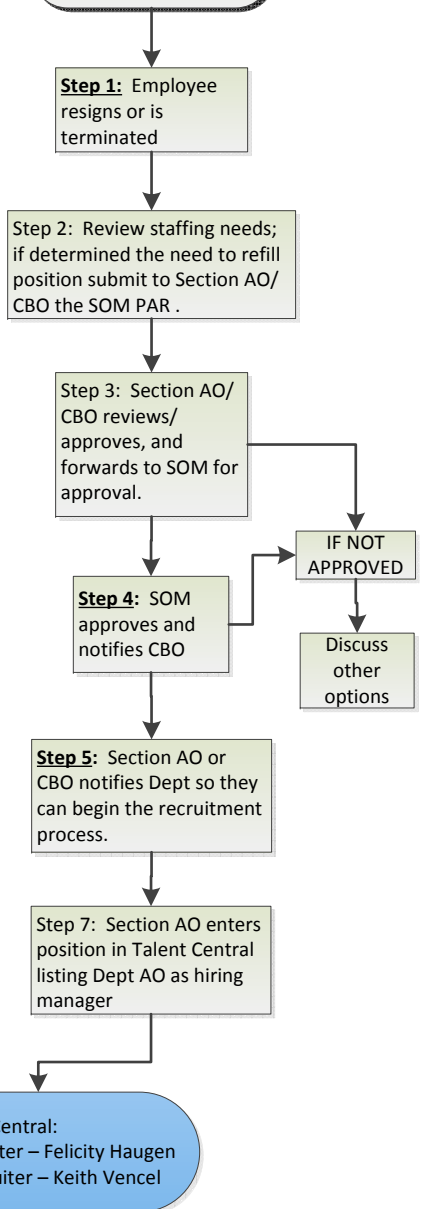 Step 1: Employee
resigns or is
terminated
Step 2: Review staffing needs;
if determined the need to refill
position submit to Section AO/
CBO the SOM PAR .
Step 3: Section AO/
CBO reviews/
approves, and
forwards to SOM for
approval.
IF NOT
APPROVED
Step 4: SOM
approves and
notifies CBO
Discuss
other
options
Step 5: Section AO or
CBO notifies Dept so they
can begin the recruitment
process.
Step 7: Section AO enters
position in Talent Central
listing Dept AO as hiring
manager
– Felicity Haugen
– Keith Vencel